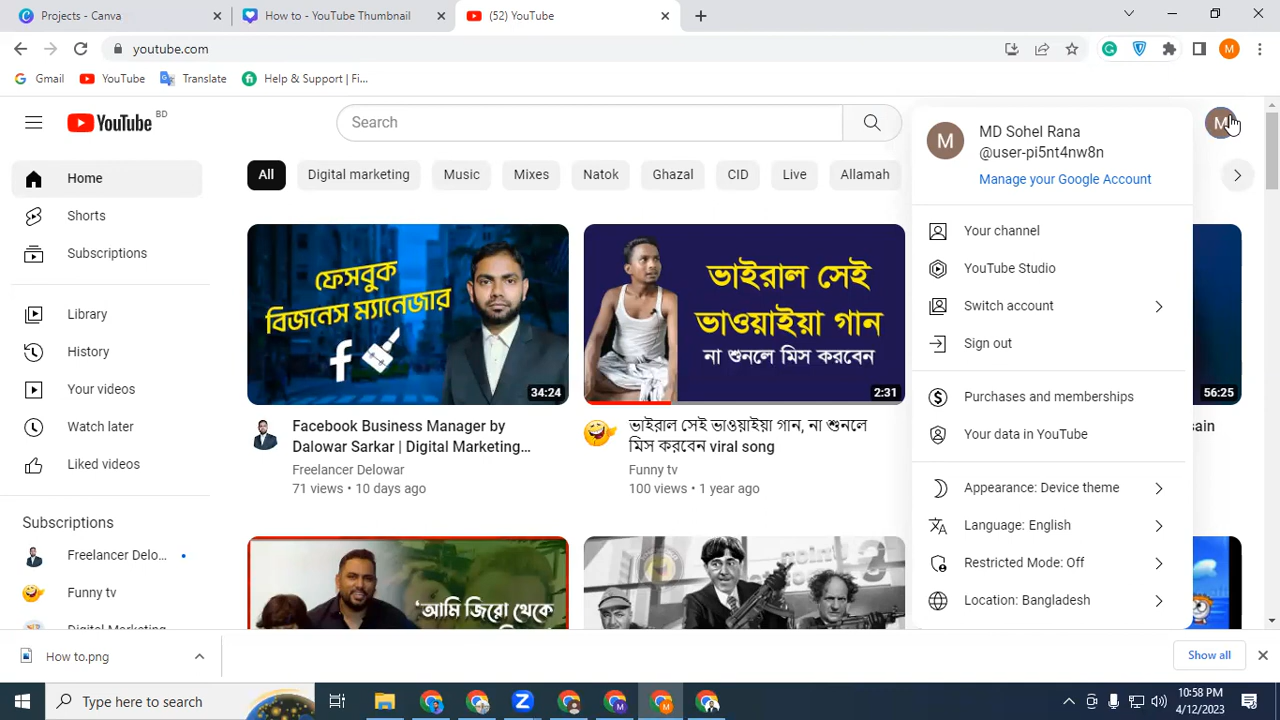 Projects - Canva
How to - YouTube Thumbnail
(52) YouTube
youtube.com
M
Gmail
YouTube
Translate
Help & Support | Fi...
YouTube BD
Search
M
All
Digital marketing
Music
Mixes
Natok
Ghazal
CID
Live
Allamah
Home
Shorts
Subscriptions
Library
History
Your videos
Watch later
Liked videos
Subscriptions
Freelancer Delo...
Funny tv
Digital Marketing
ফেসবুক
বিজনেস ম্যানেজার
34:24
Facebook Business Manager by
Dalowar Sarkar | Digital Marketing...
Freelancer Delowar
71 views • 10 days ago
ভাইরাল সেই
ভাওয়াইয়া গান
না শুনলে মিস করবেন
2:31
ভাইরাল সেই ভাওয়াইয়া গান, না শুনলে
মিস করবেন viral song
Funny tv
100 views • 1 year ago
56:25
'আমি জিরো থেকে
M
MD Sohel Rana
@user-pi5nt4nw8n
Manage your Google Account
Your channel
YouTube Studio
Switch account
Sign out
Purchases and memberships
Your data in YouTube
Appearance: Device theme
Language: English
Restricted Mode: Off
Location: Bangladesh
How to.png
Show all
Type here to search
10:58 PM
4/12/2023